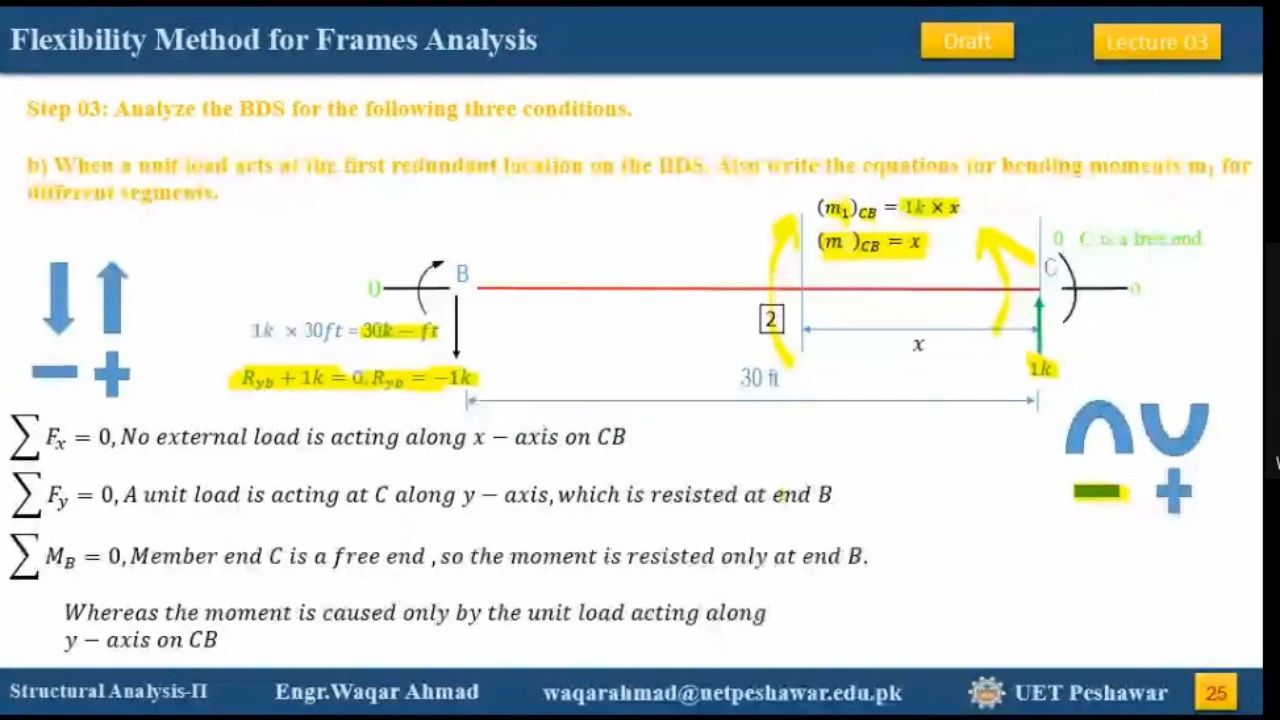 Flexibility Method for Frames Analysis
Draft
Lecture 03
Step 03: Analyze the BDS for the following three conditions.
b) When a unit load acts at the first redundant location on the BDS. Also write the equations for bending moments m₁ for
different segments.
(m₁)CB = 1k × x
(m )CB = x
0 C is a free end
C
B
0
0
1k × 30ft = 30k − ft
2
x
1k
R_yb + 1k = 0, R_yb = −1k
30 ft
− +
∑ F_x = 0, No external load is acting along x − axis on CB
∑ F_y = 0, A unit load is acting at C along y − axis, which is resisted at end B
− +
∑ M_B = 0, Member end C is a free end , so the moment is resisted only at end B.
Whereas the moment is caused only by the unit load acting along
y − axis on CB
Structural Analysis-II Engr.Waqar Ahmad waqarahmad@uetpeshawar.edu.pk UET Peshawar 25